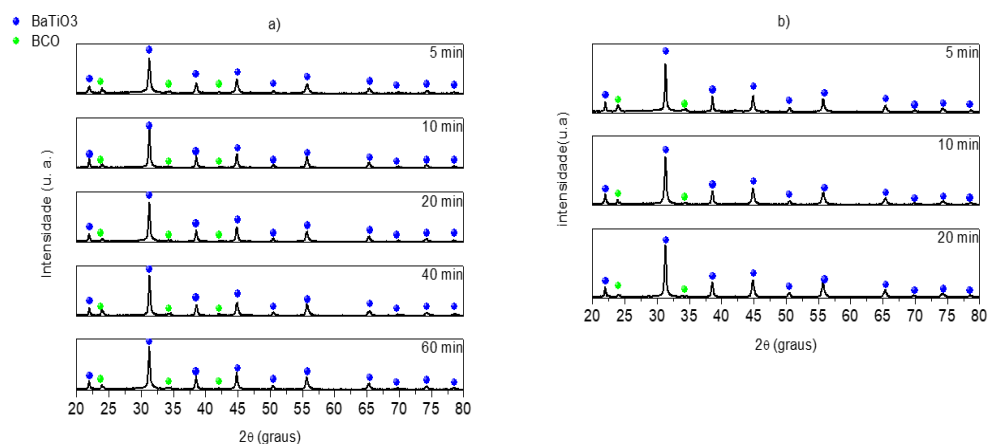 a)
BaTiO3
BCO
5 min
10 min
20 min
40 min
60 min
Intensidade (u. a.)
20 25 30 35 40 45 50 55 60 65 70 75 80
2θ (graus)
b)
5 min
10 min
20 min
intensidade(u.a)
20 25 30 35 40 45 50 55 60 65 70 75 80
2θ (graus)